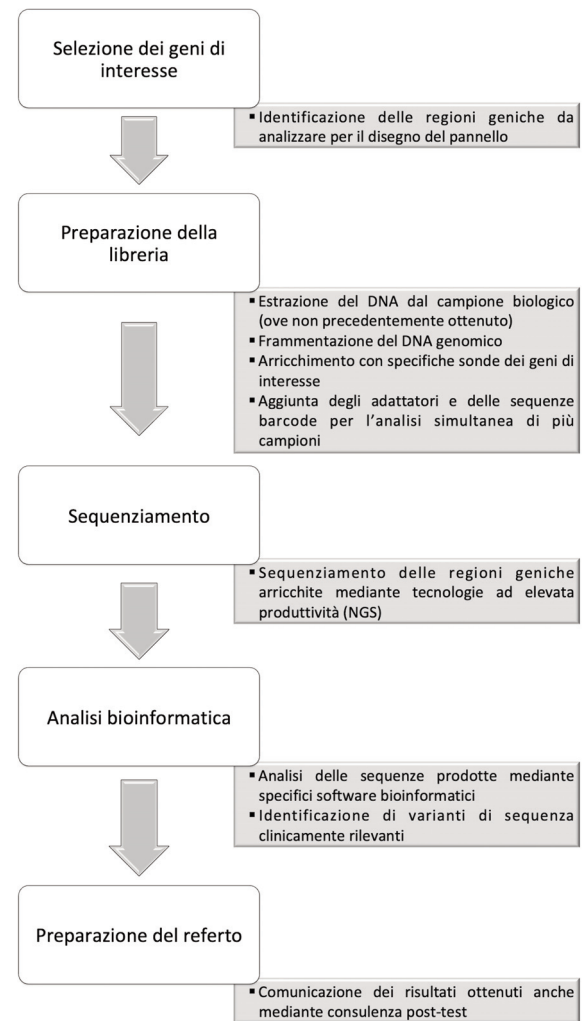 Selezione dei geni di
interesse
▪ Identificazione delle regioni geniche da
analizzare per il disegno del pannello
Preparazione della
libreria
▪ Estrazione del DNA dal campione biologico
(ove non precedentemente ottenuto)
▪ Frammentazione del DNA genomico
▪ Arricchimento con specifiche sonde dei geni di
interesse
▪ Aggiunta degli adattatori e delle sequenze
barcode per l’analisi simultanea di più
campioni
Sequenziamento
▪ Sequenziamento delle regioni geniche
arricchite mediante tecnologie ad elevata
produttività (NGS)
Analisi bioinformatica
▪ Analisi delle sequenze prodotte mediante
specifici software bioinformatici
▪ Identificazione di varianti di sequenza
clinicamente rilevanti
Preparazione del referto
▪ Comunicazione dei risultati ottenuti anche
mediante consulenza post-test